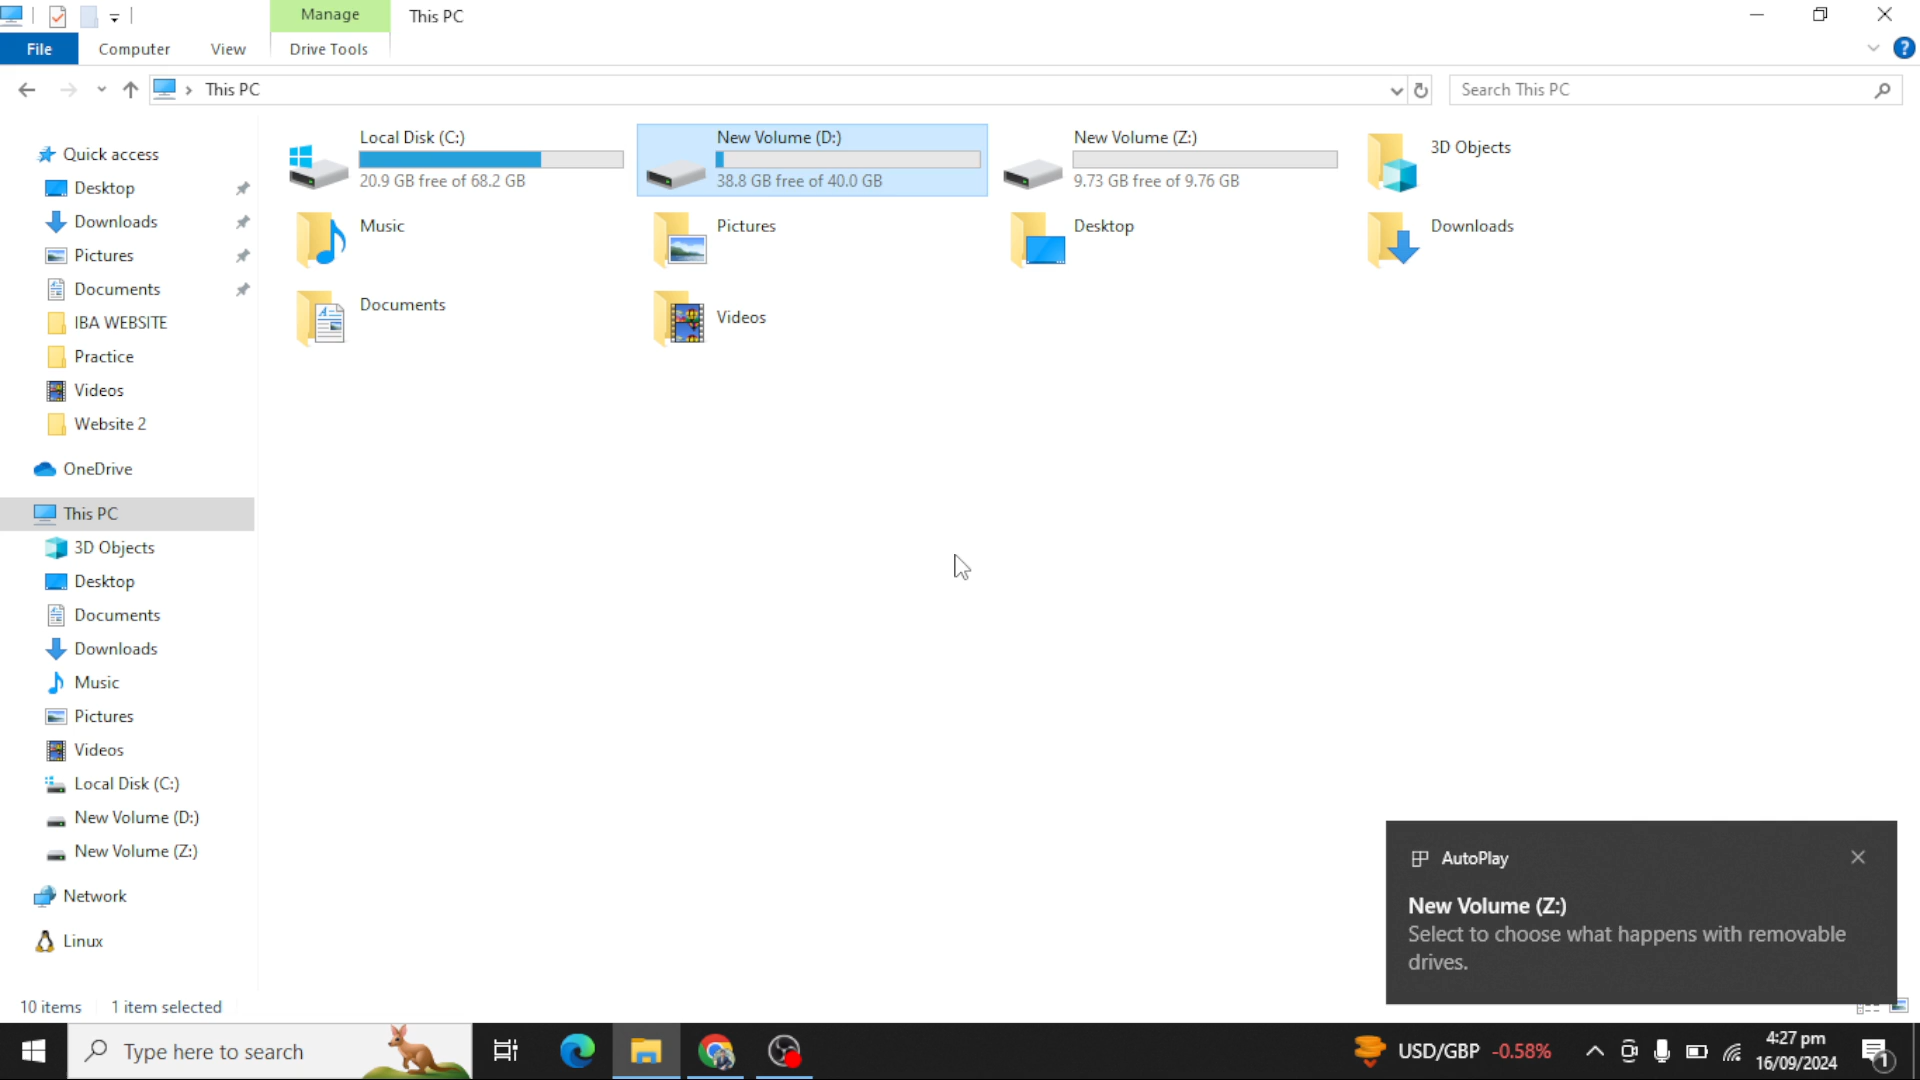 Manage
This PC
File
Computer
View
Drive Tools
This PC
Search This PC
Quick access
Desktop
Downloads
Pictures
Documents
IBA WEBSITE
Practice
Videos
Website 2
OneDrive
This PC
3D Objects
Desktop
Documents
Downloads
Music
Pictures
Videos
Local Disk (C:)
New Volume (D:)
New Volume (Z:)
Network
Linux
Local Disk (C:)
20.9 GB free of 68.2 GB
New Volume (D:)
38.8 GB free of 40.0 GB
New Volume (Z:)
9.73 GB free of 9.76 GB
3D Objects
Music
Pictures
Desktop
Downloads
Documents
Videos
AutoPlay
New Volume (Z:)
Select to choose what happens with removable
drives.
10 items
1 item selected
Type here to search
USD/GBP -0.58%
4:27 pm
16/09/2024
1